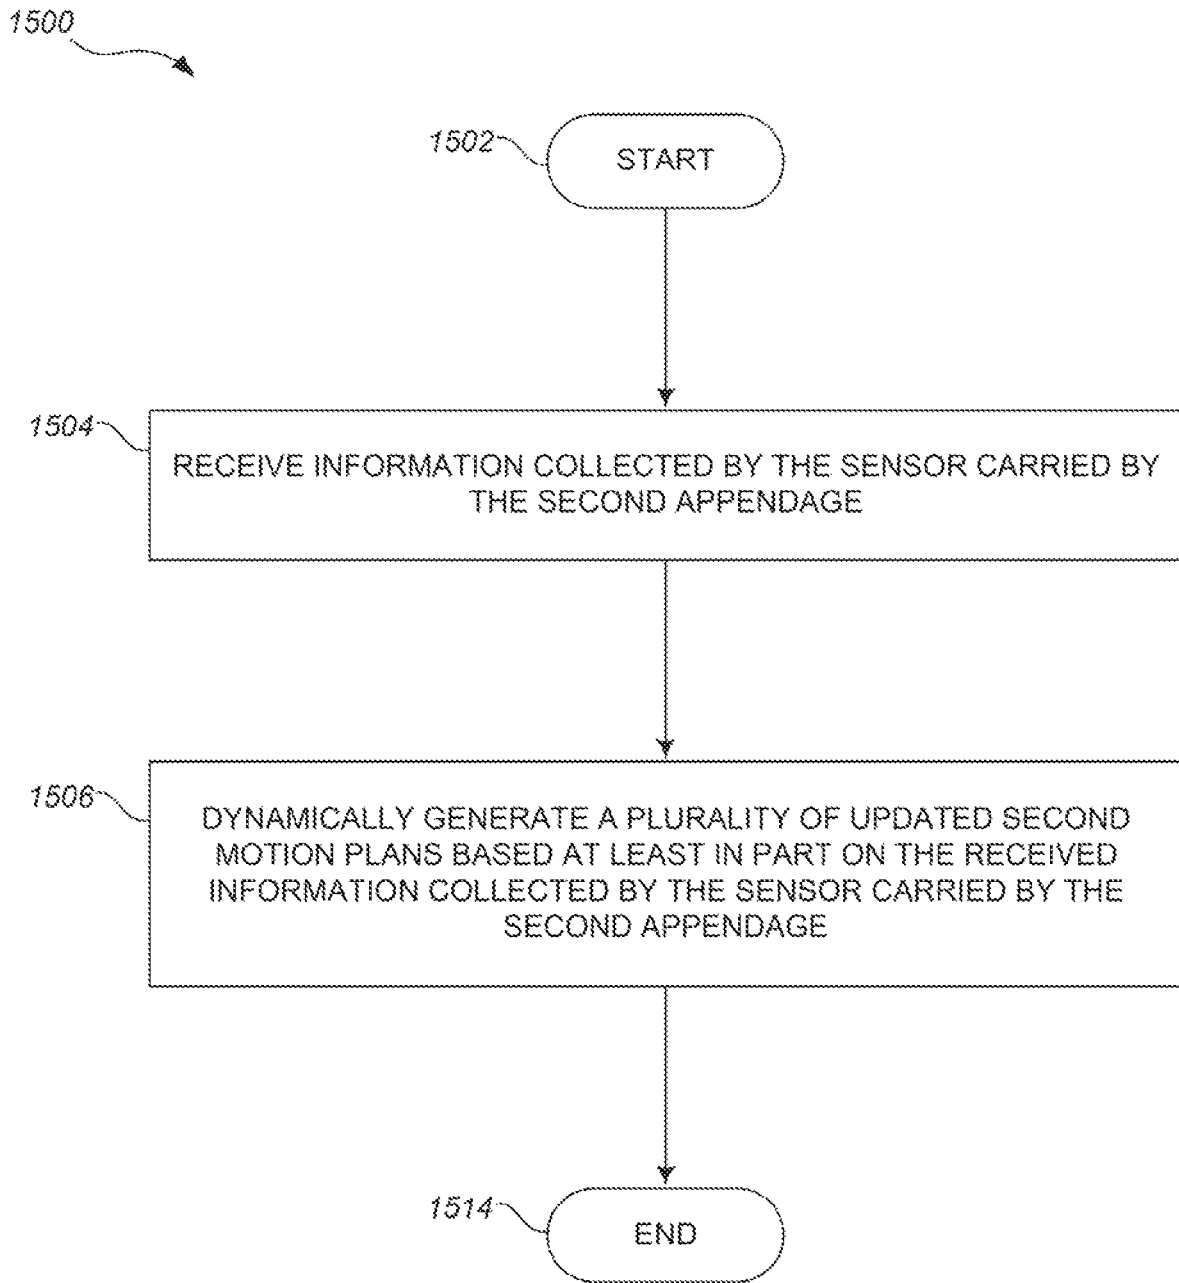 1500
1502
START
1504
RECEIVE INFORMATION COLLECTED BY THE SENSOR CARRIED BY
THE SECOND APPENDAGE
1506
DYNAMICALLY GENERATE A PLURALITY OF UPDATED SECOND
MOTION PLANS BASED AT LEAST IN PART ON THE RECEIVED
INFORMATION COLLECTED BY THE SENSOR CARRIED BY THE
SECOND APPENDAGE
1514
END